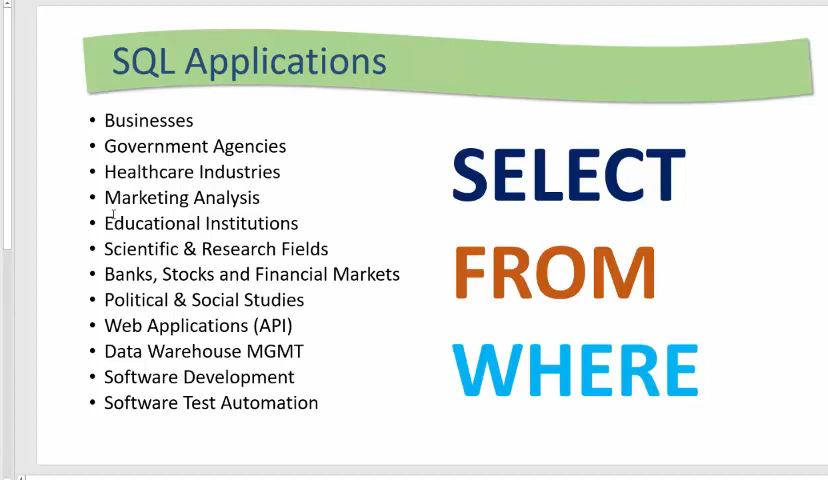 SQL Applications
• Businesses
• Government Agencies
• Healthcare Industries
• Marketing Analysis
• Educational Institutions
• Scientific & Research Fields
• Banks, Stocks and Financial Markets
• Political & Social Studies
• Web Applications (API)
• Data Warehouse MGMT
• Software Development
• Software Test Automation
SELECT
FROM
WHERE